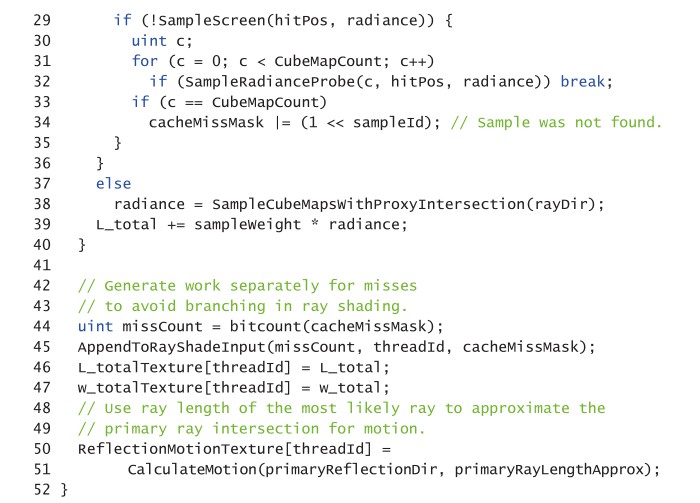 29 if (!SampleScreen(hitPos, radiance)) {
30 uint c;
31 for (c = 0; c < CubeMapCount; c++)
32 if (SampleRadianceProbe(c, hitPos, radiance)) break;
33 if (c == CubeMapCount)
34 cacheMissMask |= (1 << sampleId); // Sample was not found.
35 }
36 }
37 else
38 radiance = SampleCubeMapsWithProxyIntersection(rayDir);
39 L_total += sampleWeight * radiance;
40 }
41
42 // Generate work separately for misses
43 // to avoid branching in ray shading.
44 uint missCount = bitcount(cacheMissMask);
45 AppendToRayShadeInput(missCount, threadId, cacheMissMask);
46 L_totalTexture[threadId] = L_total;
47 w_totalTexture[threadId] = w_total;
48 // Use ray length of the most likely ray to approximate the
49 // primary ray intersection for motion.
50 ReflectionMotionTexture[threadId] =
51 CalculateMotion(primaryReflectionDir, primaryRayLengthApprox);
52 }